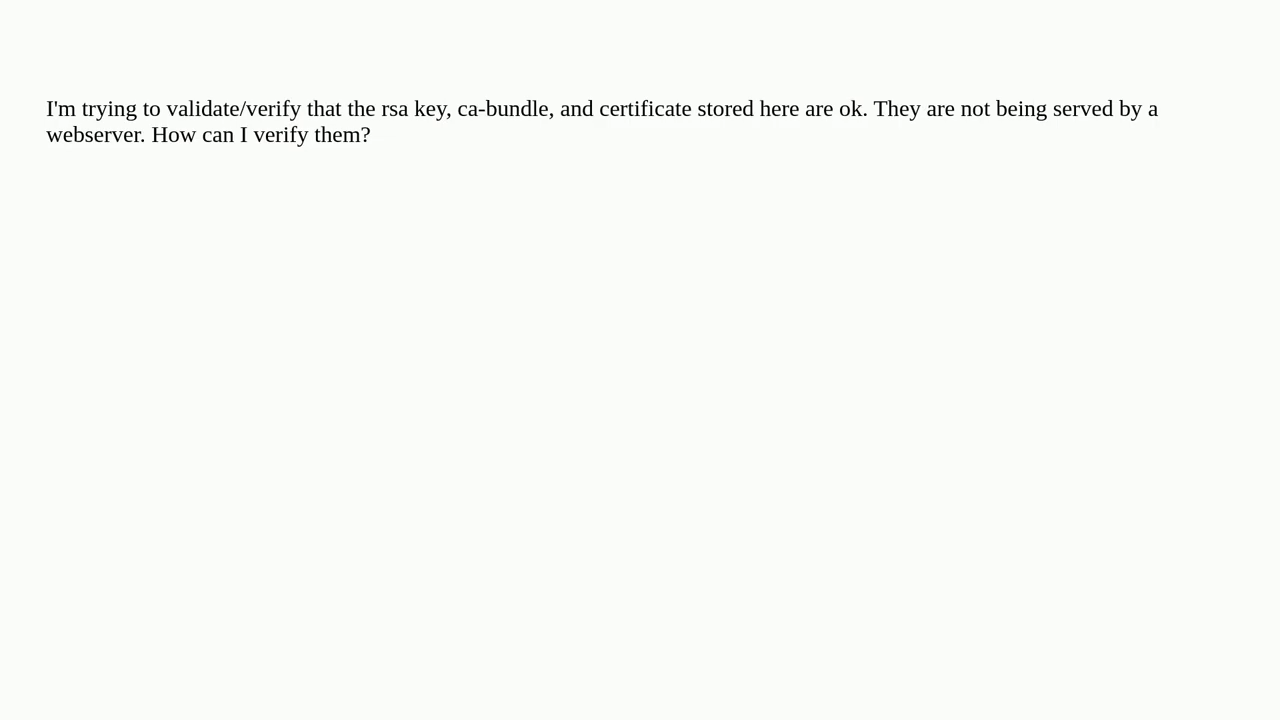 I'm trying to validate/verify that the rsa key, ca-bundle, and certificate stored here are ok. They are not being served by a
webserver. How can I verify them?